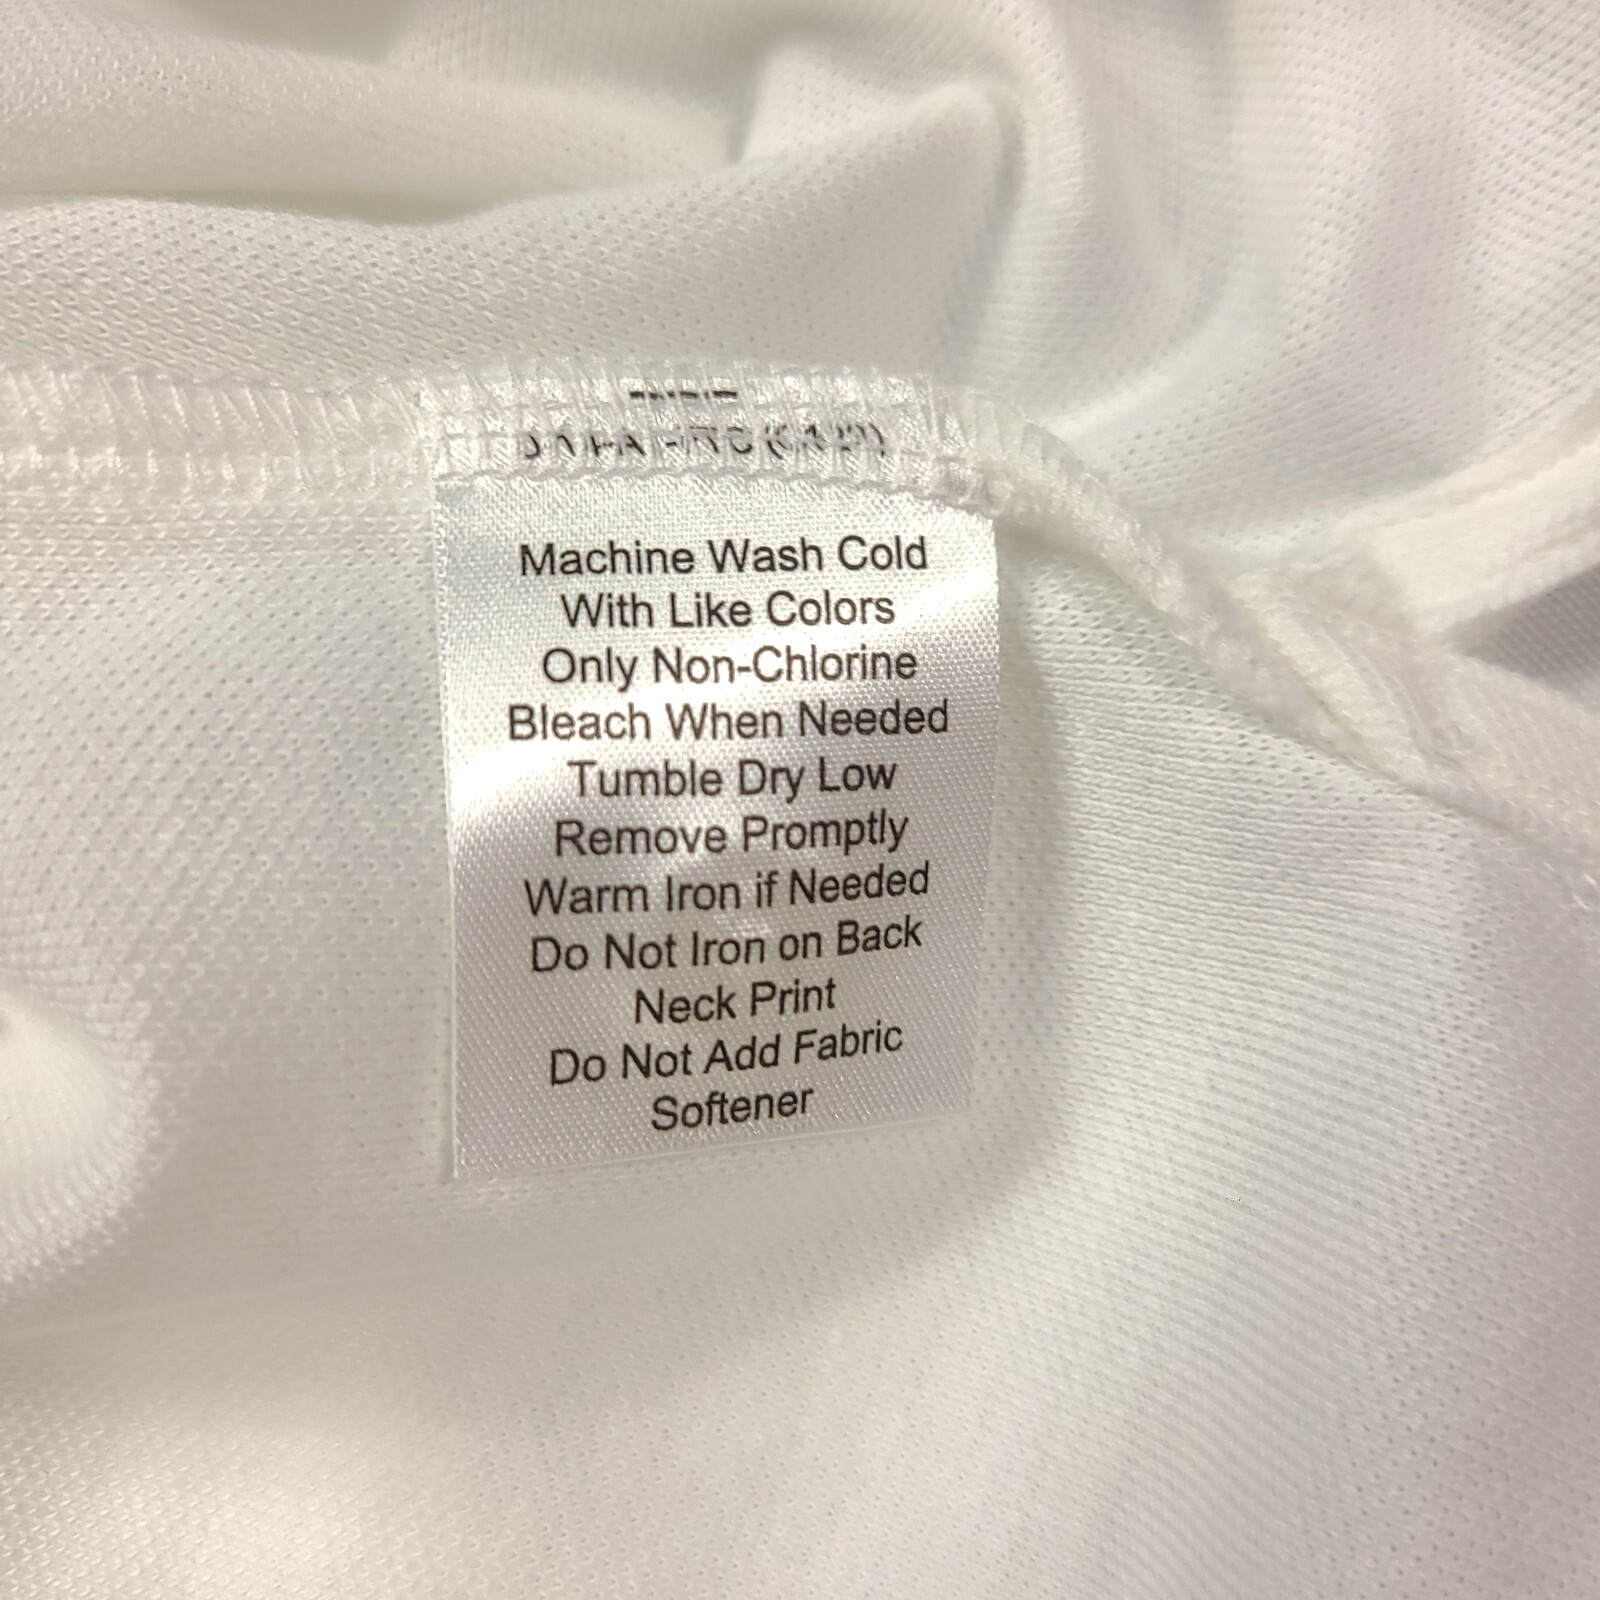 Machine Wash Cold
With Like Colors
Only Non-Chlorine
Bleach When Needed
Tumble Dry Low
Remove Promptly
Warm Iron if Needed
Do Not Iron on Back
Neck Print
Do Not Add Fabric
Softener